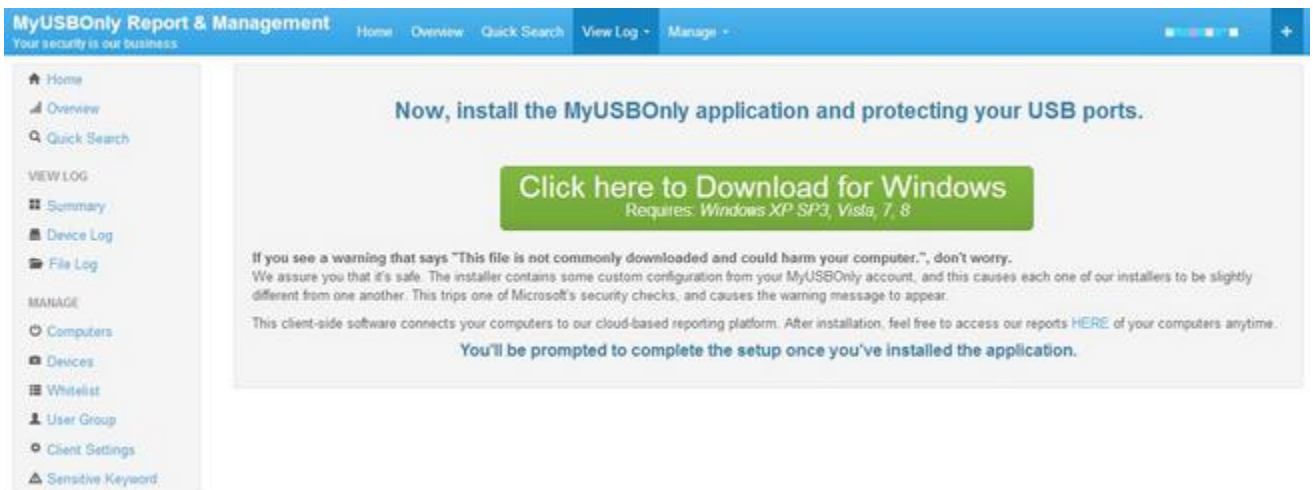 MyUSBOnly Report & Management
Your security is our business
Home Overview Quick Search View Log Manage
+
Home
Overview
Quick Search
VIEW LOG
Summary
Device Log
File Log
MANAGE
Computers
Devices
Whitelist
User Group
Client Settings
Sensitive Keyword
Now, install the MyUSBOnly application and protecting your USB ports.
Click here to Download for Windows
Requires: Windows XP SP3, Vista, 7, 8
If you see a warning that says "This file is not commonly downloaded and could harm your computer.", don't worry.
We assure you that it's safe. The installer contains some custom configuration from your MyUSBOnly account, and this causes each one of our installers to be slightly
different from one another. This trips one of Microsoft's security checks, and causes the warning message to appear.
This client-side software connects your computers to our cloud-based reporting platform. After installation, feel free to access our reports HERE of your computers anytime.
You'll be prompted to complete the setup once you've installed the application.